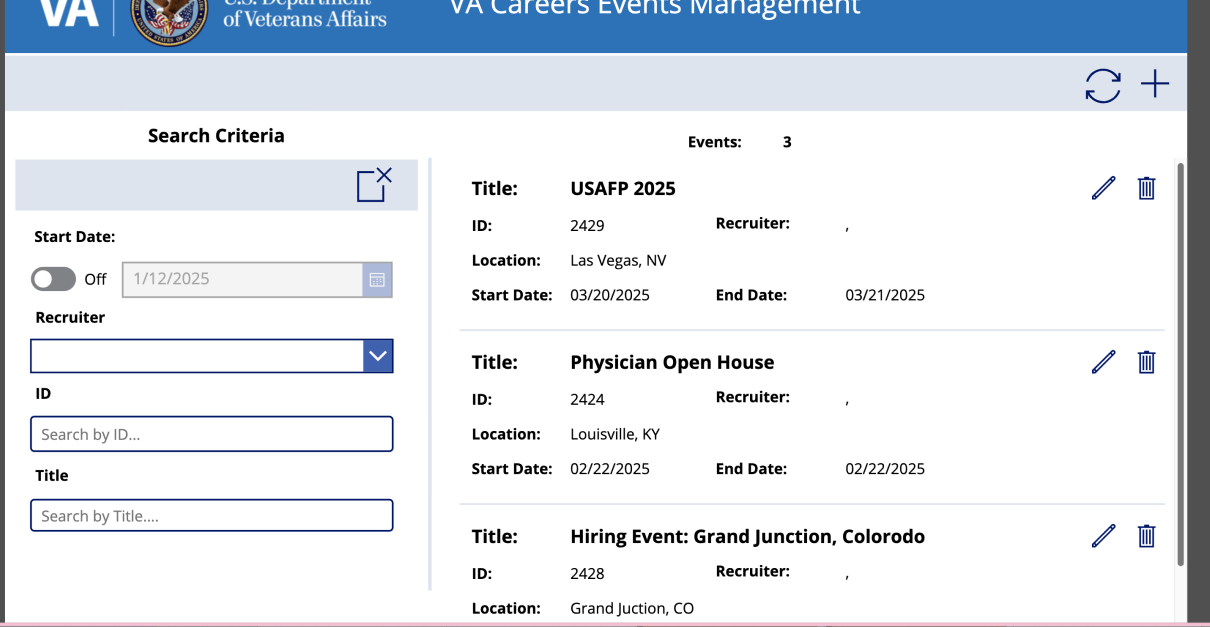 VA
U.S. Department
of Veterans Affairs
VA Careers Events Management
Search Criteria
Start Date:
Off
1/12/2025
Recruiter
ID
Search by ID...
Title
Search by Title....
Events: 3
Title: USAFP 2025
ID: 2429 Recruiter: ,
Location: Las Vegas, NV
Start Date: 03/20/2025 End Date: 03/21/2025
Title: Physician Open House
ID: 2424 Recruiter: ,
Location: Louisville, KY
Start Date: 02/22/2025 End Date: 02/22/2025
Title: Hiring Event: Grand Junction, Colorodo
ID: 2428 Recruiter: ,
Location: Grand Juction, CO